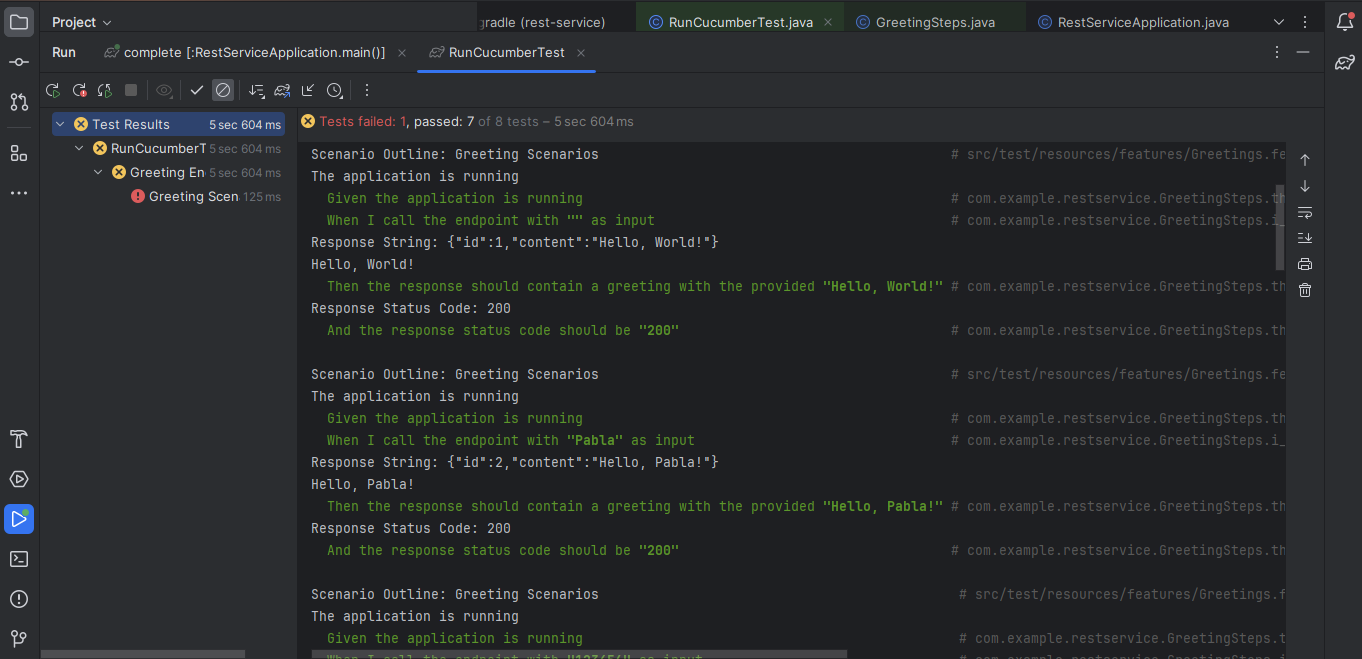 Project
gradle (rest-service)
RunCucumberTest.java
GreetingSteps.java
RestServiceApplication.java
Run
complete [:RestServiceApplication.main()]
RunCucumberTest
Test Results 5 sec 604 ms
RunCucumberT 5 sec 604 ms
Greeting En 5 sec 604 ms
Greeting Scen 125 ms
Tests failed: 1, passed: 7 of 8 tests – 5 sec 604 ms
Scenario Outline: Greeting Scenarios # src/test/resources/features/Greetings.fe
The application is running
Given the application is running # com.example.restservice.GreetingSteps.th
When I call the endpoint with "" as input # com.example.restservice.GreetingSteps.i_
Response String: {"id":1,"content":"Hello, World!"}
Hello, World!
Then the response should contain a greeting with the provided "Hello, World!" # com.example.restservice.GreetingSteps.th
Response Status Code: 200
And the response status code should be "200" # com.example.restservice.GreetingSteps.th
Scenario Outline: Greeting Scenarios # src/test/resources/features/Greetings.fe
The application is running
Given the application is running # com.example.restservice.GreetingSteps.th
When I call the endpoint with "Pabla" as input # com.example.restservice.GreetingSteps.i_
Response String: {"id":2,"content":"Hello, Pabla!"}
Hello, Pabla!
Then the response should contain a greeting with the provided "Hello, Pabla!" # com.example.restservice.GreetingSteps.th
Response Status Code: 200
And the response status code should be "200" # com.example.restservice.GreetingSteps.th
Scenario Outline: Greeting Scenarios # src/test/resources/features/Greetings.f
The application is running
Given the application is running # com.example.restservice.GreetingSteps.t
When I call the endpoint with "123456" as input